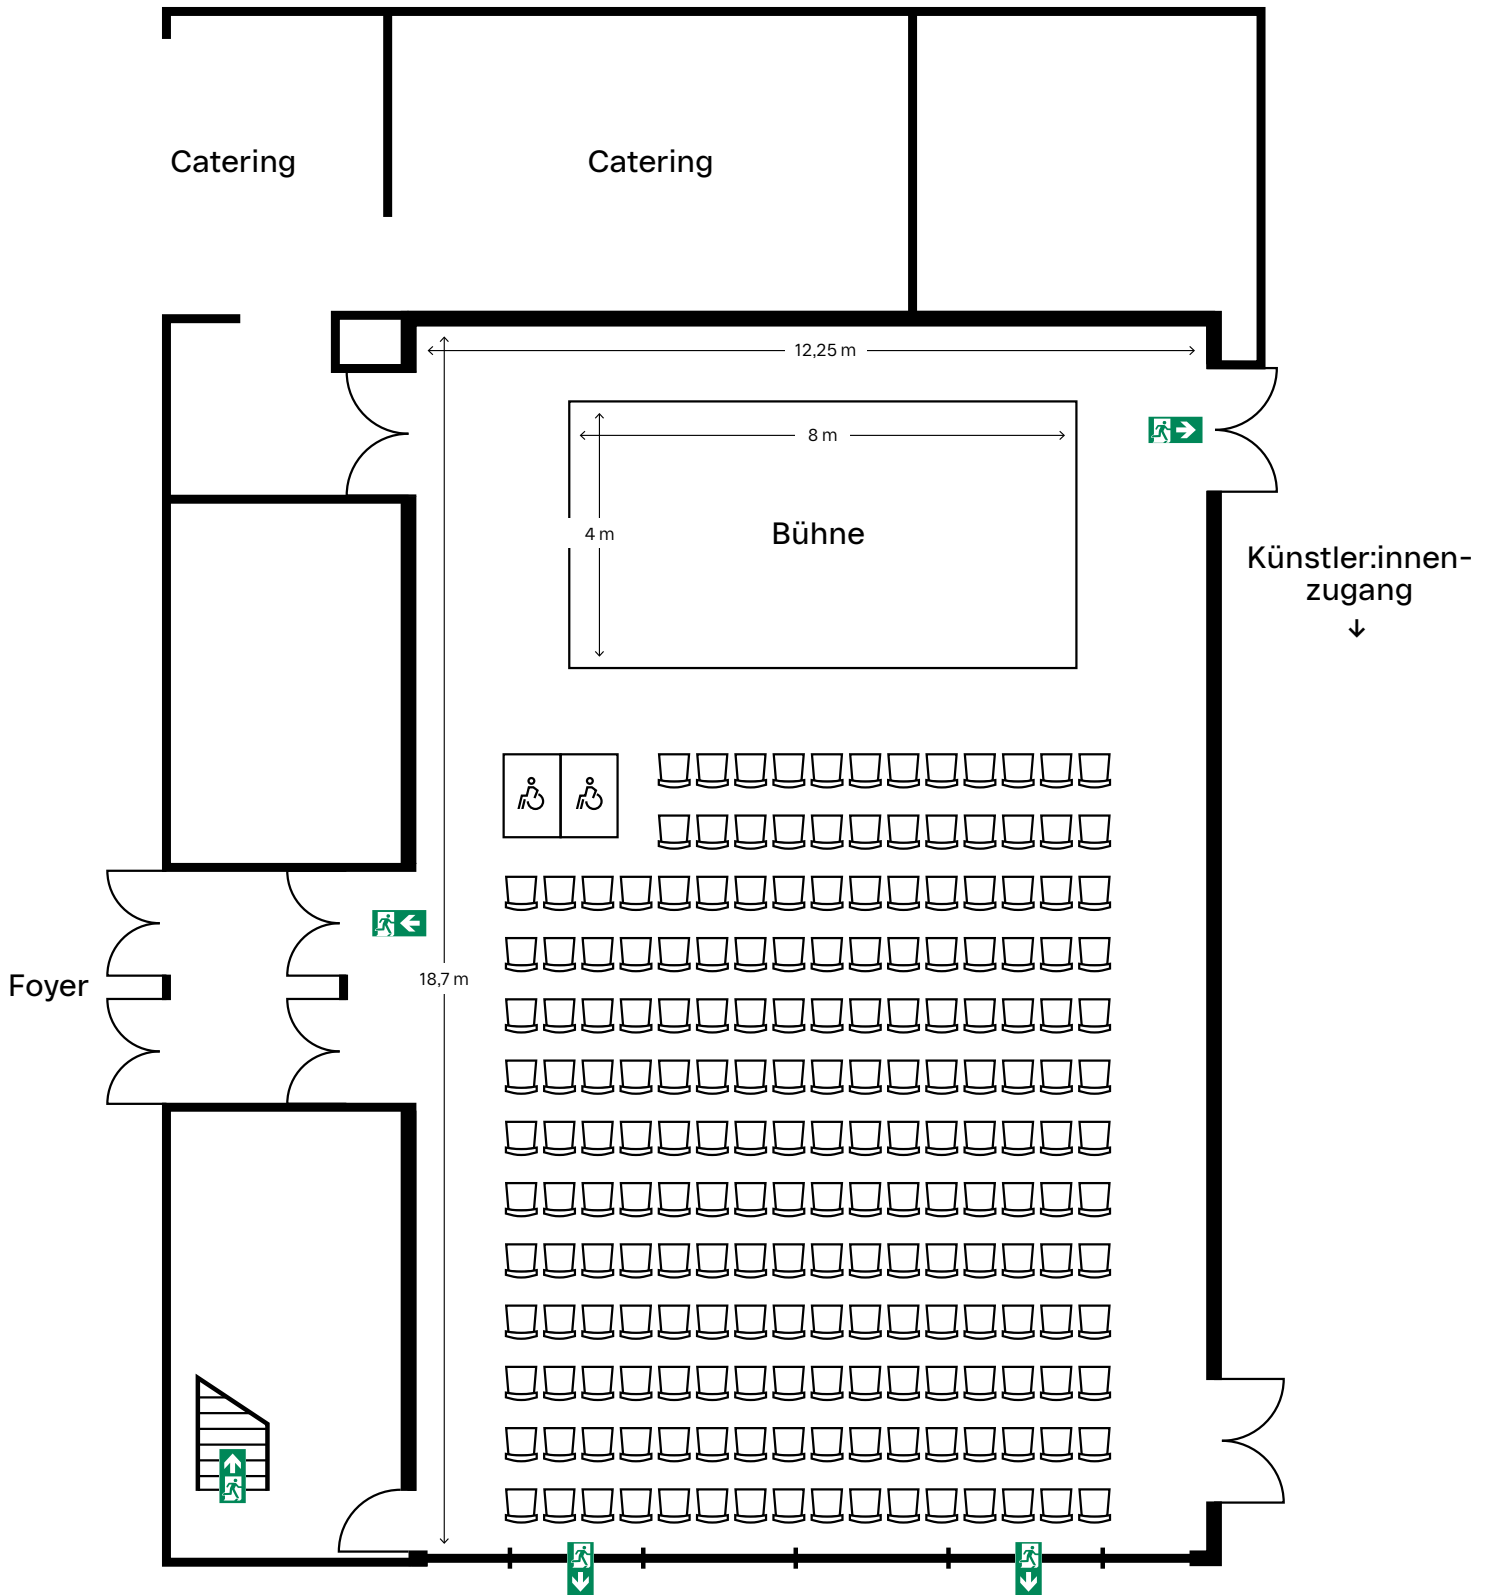 Catering
Catering
12,25 m
8 m
4 m
Bühne
Künstler:innen-
zugang
↓
Foyer
18,7 m